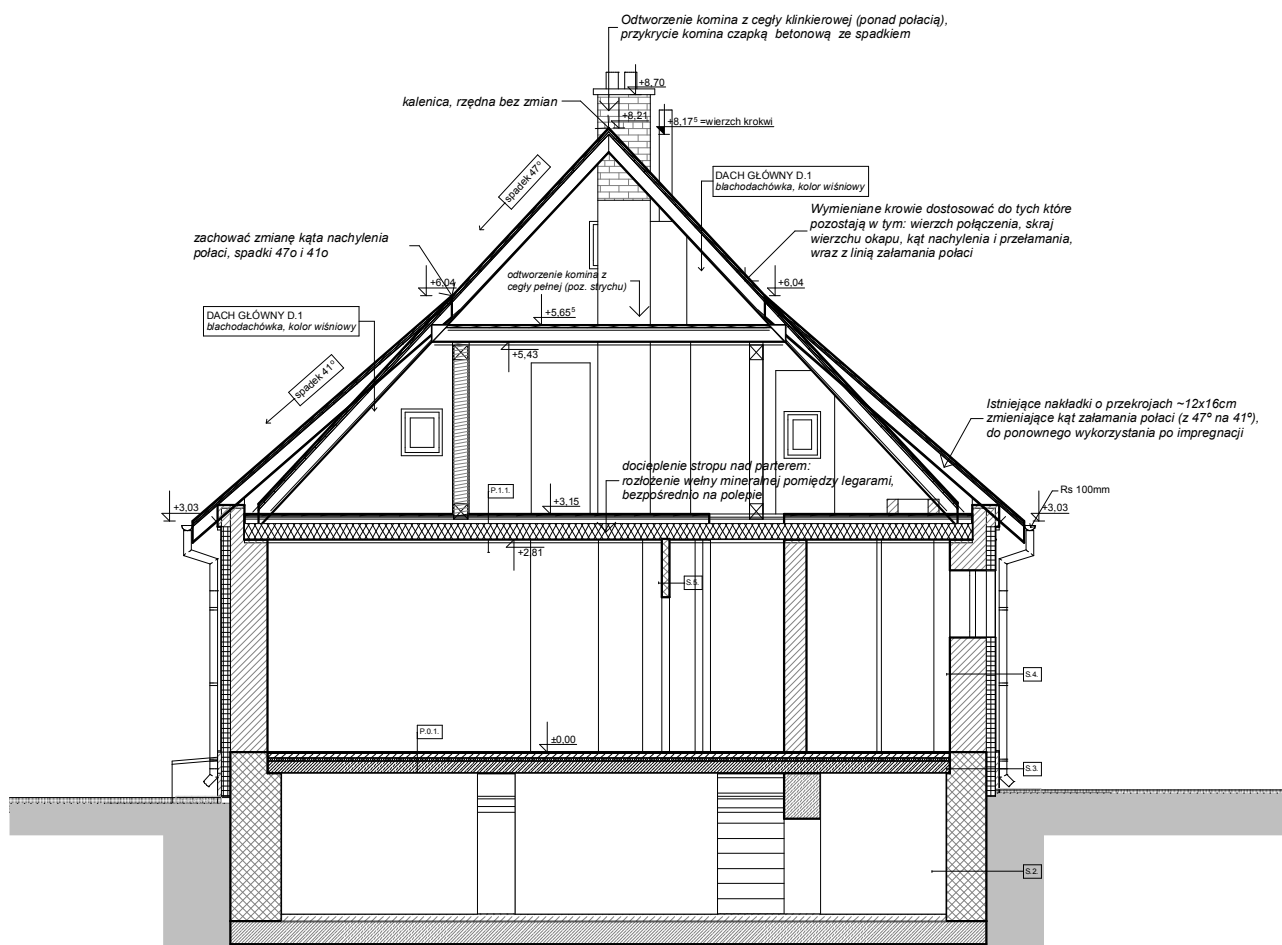 Odtworzenie komina z cegły klinkierowej (ponad połacią),
przykrycie komina czapką betonową ze spadkiem
+8,70
kalenica, rzędna bez zmian
+8,21
+8,17⁵ =wierzch krokwi
spadek 47º
DACH GŁÓWNY D.1
blachodachówka, kolor wiśniowy
Wymieniane krowie dostosować do tych które
pozostają w tym: wierzch połączenia, skraj
wierzchu okapu, kąt nachylenia i przełamania,
wraz z linią załamania połaci
zachować zmianę kąta nachylenia
połaci, spadki 47o i 41o
odtworzenie komina z
cegły pełnej (poz. strychu)
+6,04
+6,04
DACH GŁÓWNY D.1
blachodachówka, kolor wiśniowy
+5,65⁵
+5,43
spadek 41º
Istniejące nakładki o przekrojach ~12x16cm
zmieniające kąt załamania połaci (z 47º na 41º),
do ponownego wykorzystania po impregnacji
docieplenie stropu nad parterem:
rozłożenie wełny mineralnej pomiędzy legarami,
bezpośrednio na polepie
P.1.1.
Rs 100mm
+3,03
+3,15
+3,03
+2,81
S.5.
S.4.
P.0.1.
±0,00
S.3.
S.2.